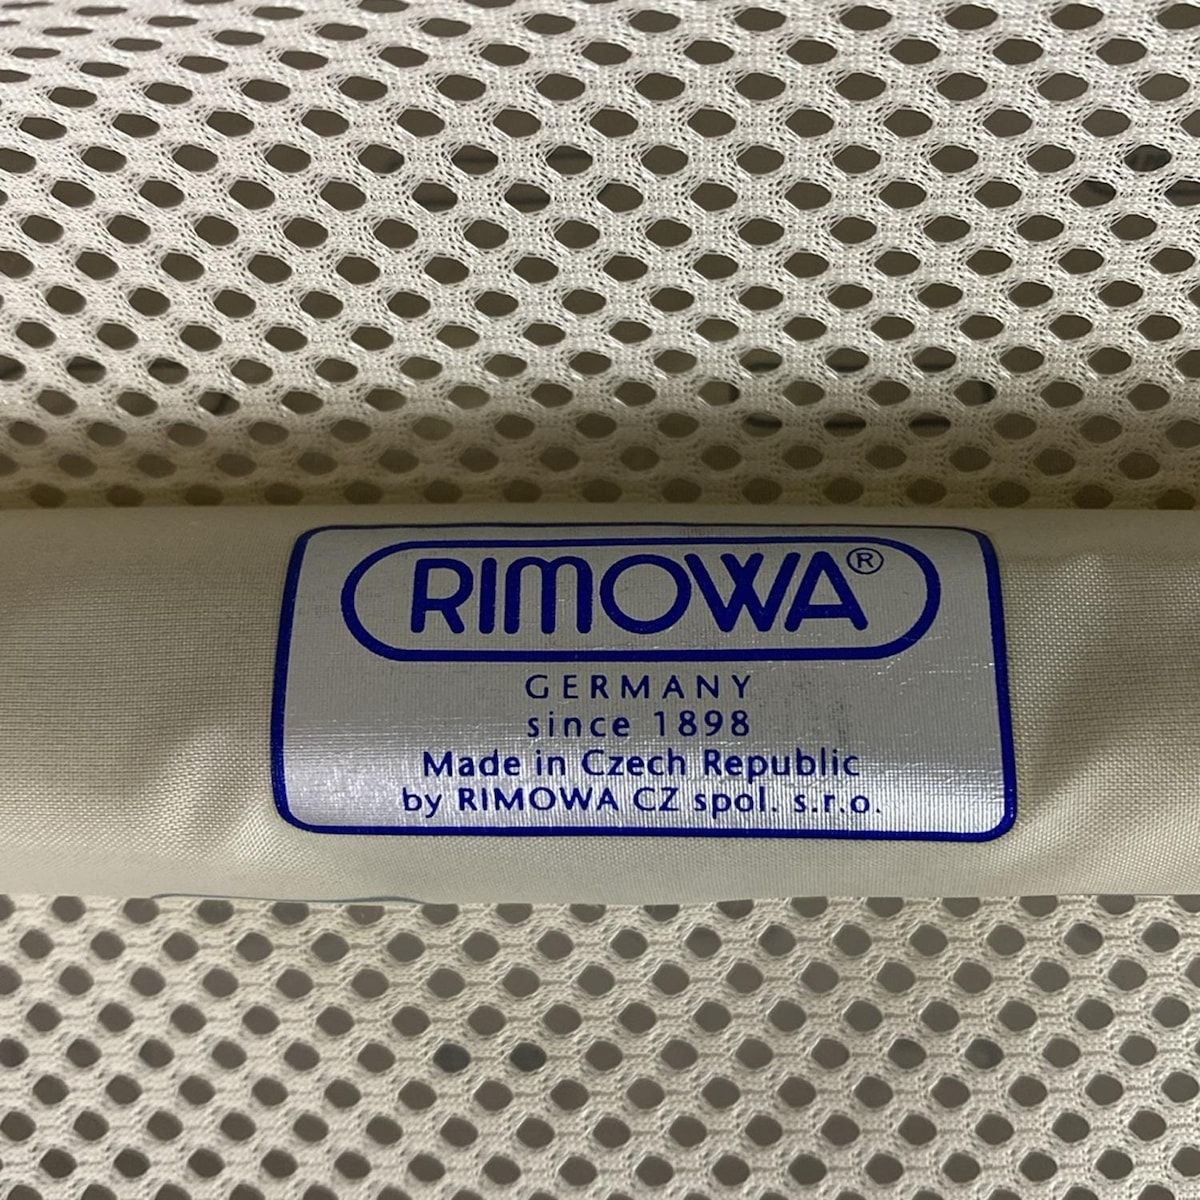 RIMOWA®
GERMANY
since 1898
Made in Czech Republic
by RIMOWA CZ spol. s.r.o.